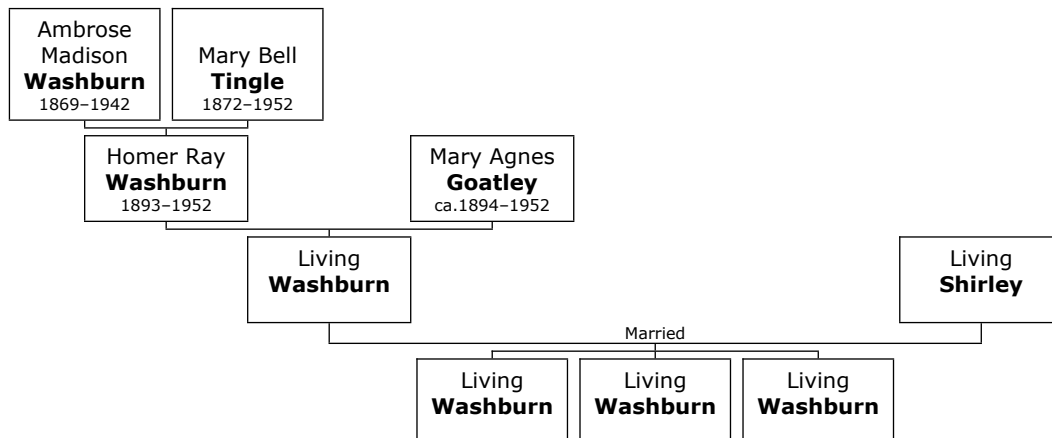 Ambrose
Madison
Washburn
1869–1942
Mary Bell
Tingle
1872–1952
Homer Ray
Washburn
1893–1952
Mary Agnes
Goatley
ca.1894–1952
Living
Washburn
Living
Shirley
Married
Living
Washburn
Living
Washburn
Living
Washburn